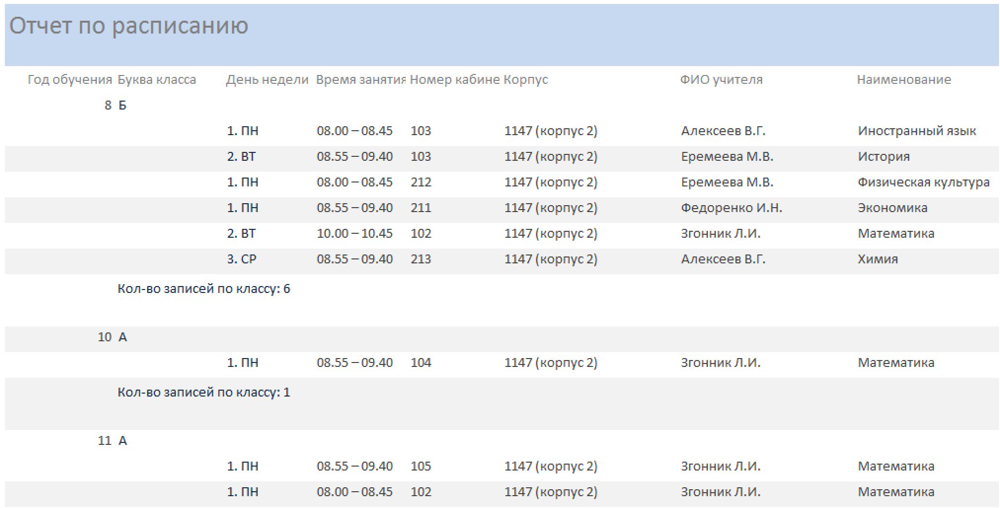 Отчет по расписанию
Год обучения Буква класса День недели Время занятия Номер кабине Корпус ФИО учителя Наименование
8 Б
1. ПН 08.00 – 08.45 103 1147 (корпус 2) Алексеев В.Г. Иностранный язык
2. ВТ 08.55 – 09.40 103 1147 (корпус 2) Еремеева М.В. История
1. ПН 08.00 – 08.45 212 1147 (корпус 2) Еремеева М.В. Физическая культура
1. ПН 08.55 – 09.40 211 1147 (корпус 2) Федоренко И.Н. Экономика
2. ВТ 10.00 – 10.45 102 1147 (корпус 2) Згонник Л.И. Математика
3. СР 08.55 – 09.40 213 1147 (корпус 2) Алексеев В.Г. Химия
Кол-во записей по классу: 6
10 А
1. ПН 08.55 – 09.40 104 1147 (корпус 2) Згонник Л.И. Математика
Кол-во записей по классу: 1
11 А
1. ПН 08.55 – 09.40 105 1147 (корпус 2) Згонник Л.И. Математика
1. ПН 08.00 – 08.45 102 1147 (корпус 2) Згонник Л.И. Математика